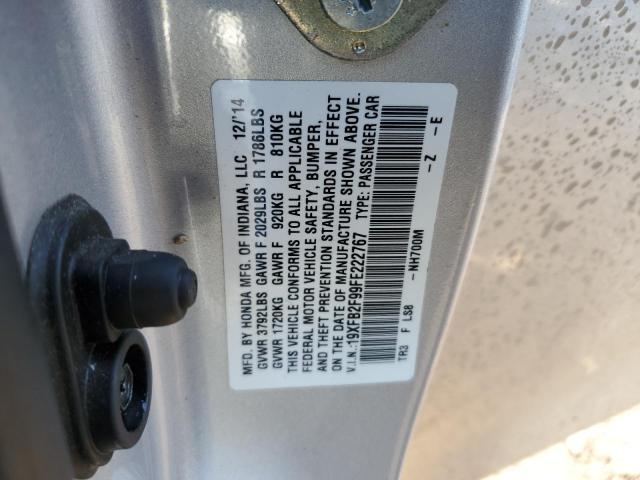 MFD. BY HONDA MFG. OF INDIANA, LLC 12/'14
GVWR 3792LBS GAWR F 2029LBS R 1786LBS
GVWR 1720KG GAWR F 920KG R 810KG
THIS VEHICLE CONFORMS TO ALL APPLICABLE
FEDERAL MOTOR VEHICLE SAFETY, BUMPER,
AND THEFT PREVENTION STANDARDS IN EFFECT
ON THE DATE OF MANUFACTURE SHOWN ABOVE.
V.I.N.: 19XFB2F99FE222767 TYPE: PASSENGER CAR
-NH700M -Z -E
TR3 F LS8